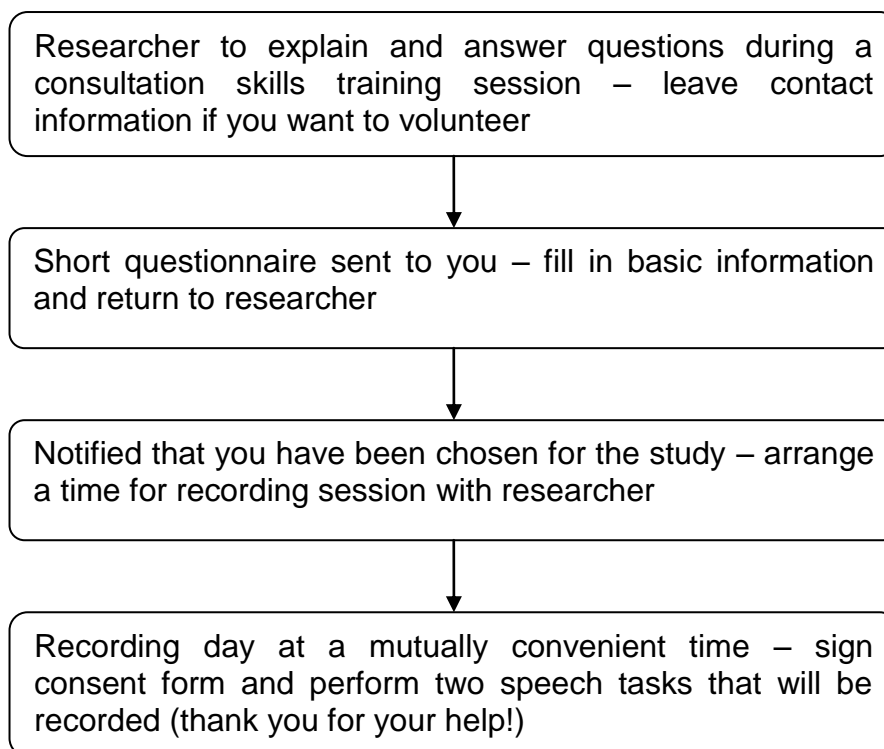 Researcher to explain and answer questions during a
consultation skills training session – leave contact
information if you want to volunteer
Short questionnaire sent to you – fill in basic information
and return to researcher
Notified that you have been chosen for the study – arrange
a time for recording session with researcher
Recording day at a mutually convenient time – sign
consent form and perform two speech tasks that will be
recorded (thank you for your help!)